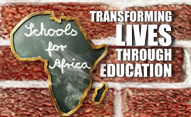 Schools
for
Africa
TRANSFORMING
LIVES
THROUGH
EDUCATION